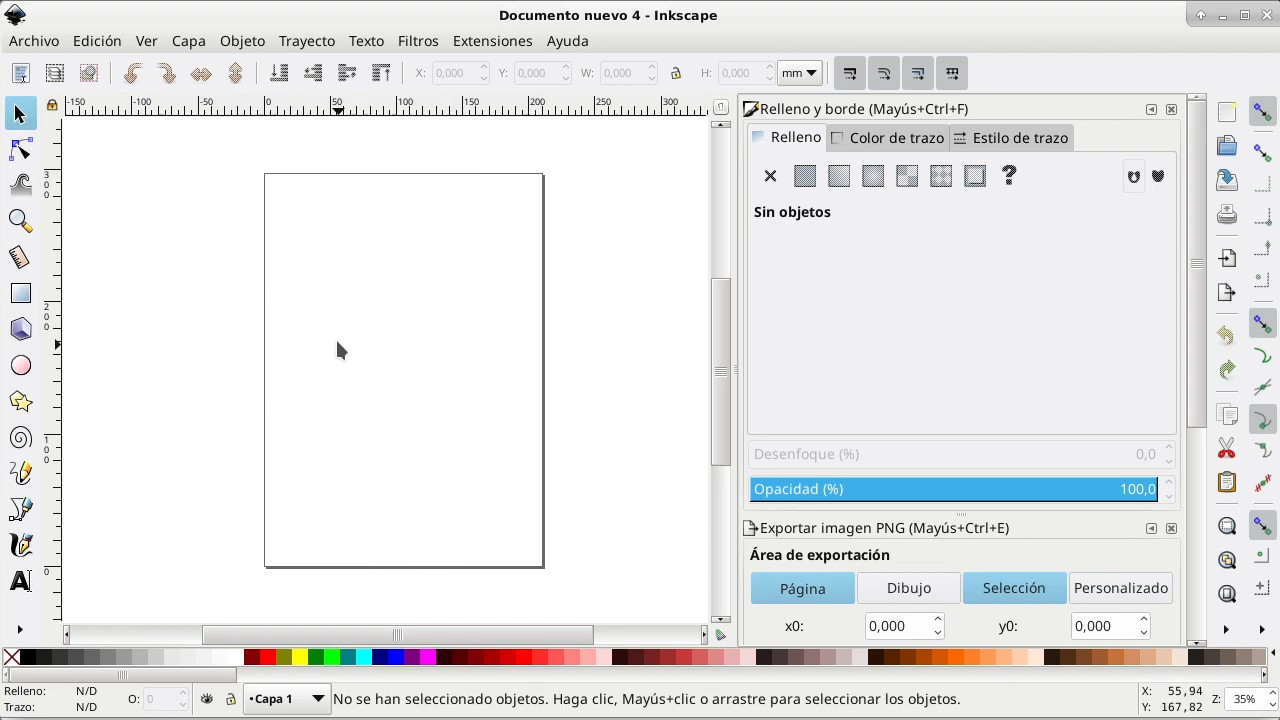 Documento nuevo 4 - Inkscape
Archivo Edición Ver Capa Objeto Trayecto Texto Filtros Extensiones Ayuda
X: 0,000 Y: 0,000 W: 0,000 H: 0,000 mm
-150 -100 -50 0 50 100 150 200 250 300
300
200
100
0
Relleno y borde (Mayús+Ctrl+F)
Relleno Color de trazo Estilo de trazo
?
Sin objetos
Desenfoque (%) 0,0
Opacidad (%) 100,0
Exportar imagen PNG (Mayús+Ctrl+E)
Área de exportación
Página Dibujo Selección Personalizado
x0: 0,000 y0: 0,000
A
Relleno: N/D
Trazo: N/D
O: 0
•Capa 1
No se han seleccionado objetos. Haga clic, Mayús+clic o arrastre para seleccionar los objetos.
X: 55,94
Y: 167,82
Z: 35%